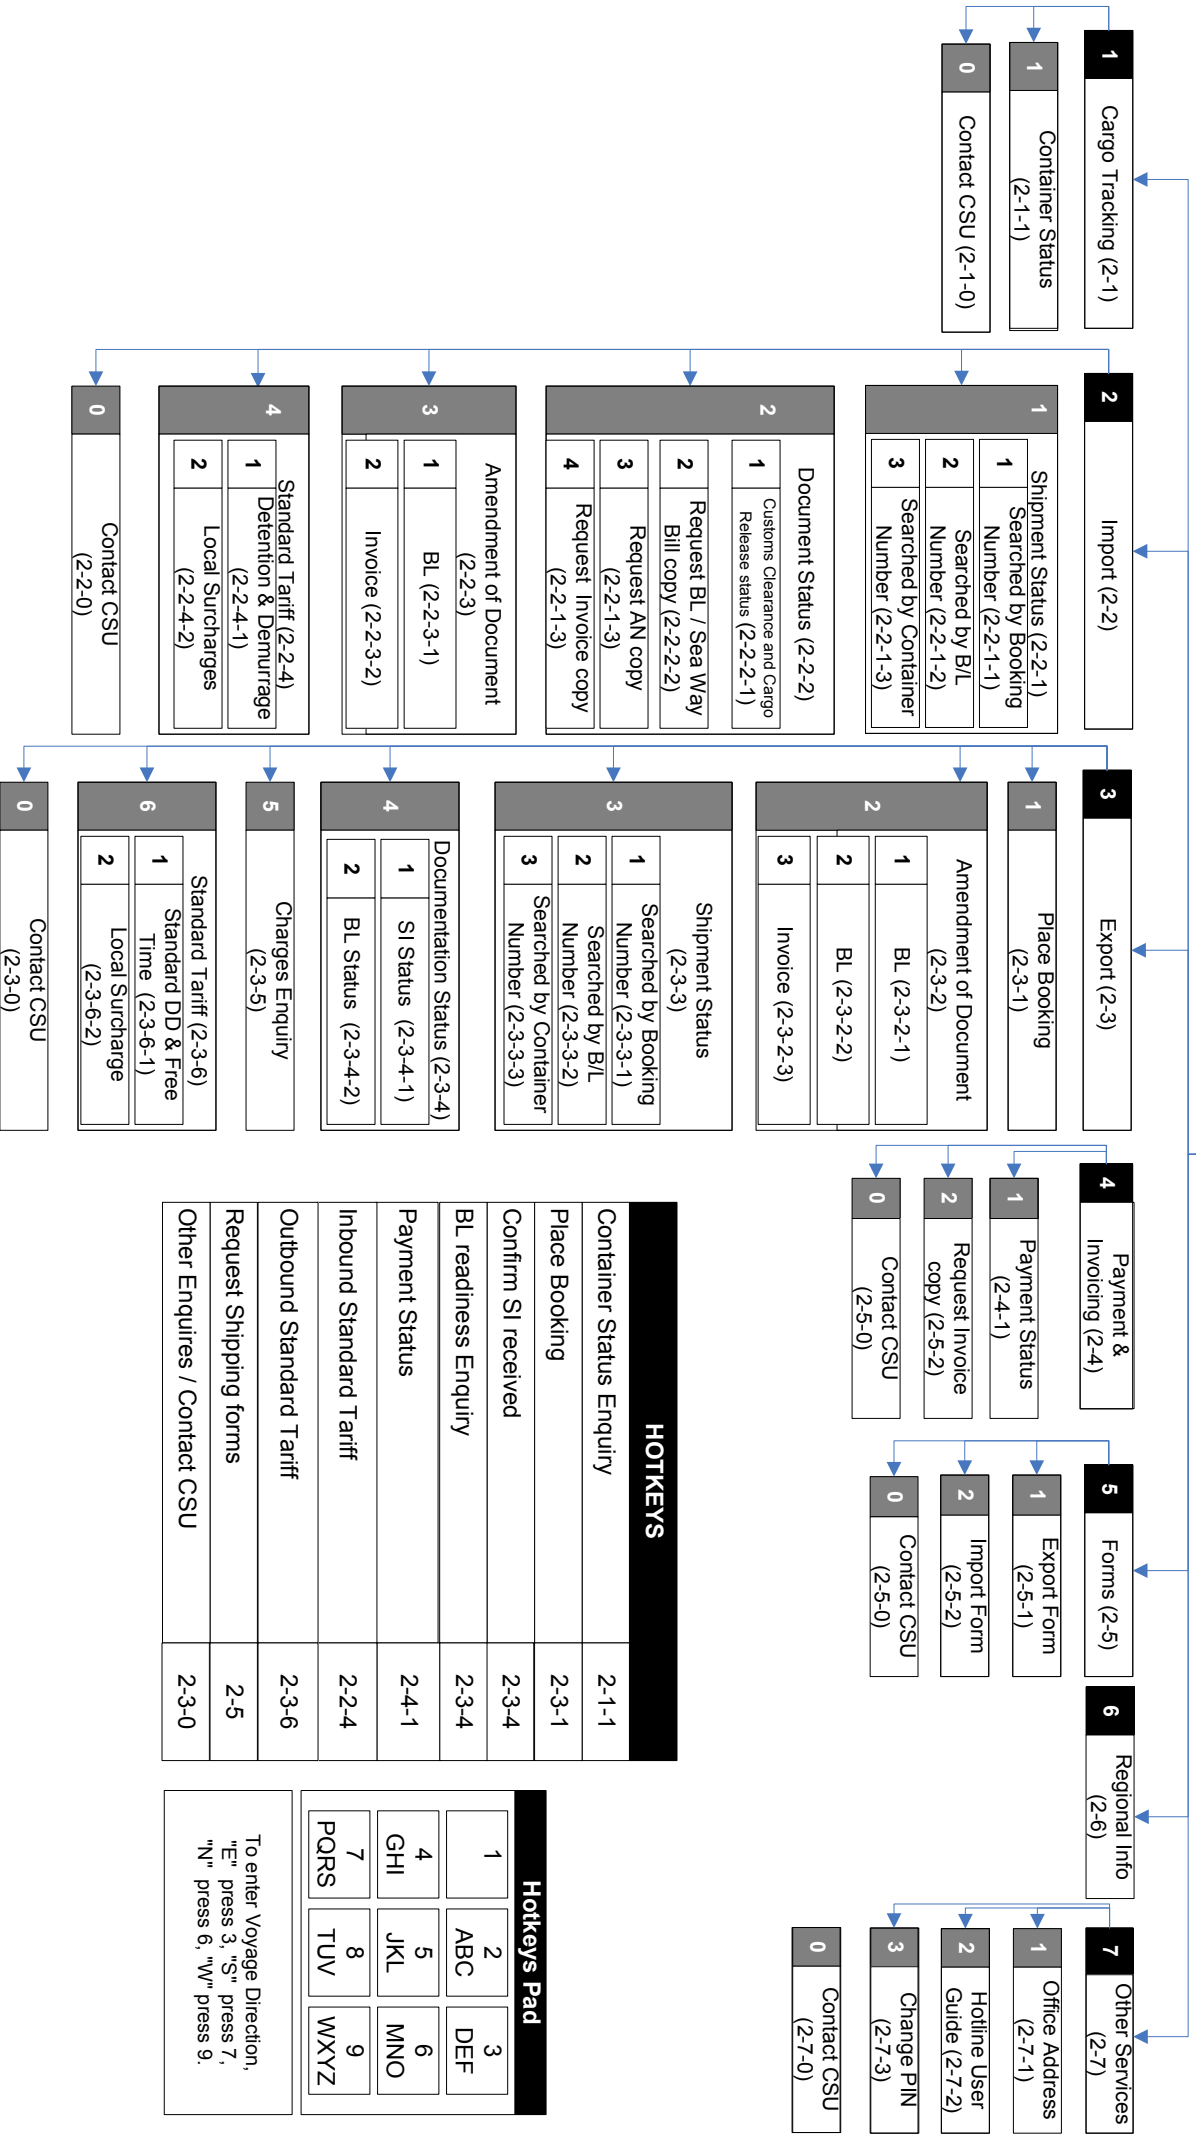 1
Cargo Tracking (2-1)
1
Container Status
(2-1-1)
0
Contact CSU (2-1-0)
2
Import (2-2)
1
Shipment Status (2-2-1)
1
Searched by Booking
Number (2-2-1-1)
2
Searched by B/L
Number (2-2-1-2)
3
Searched by Container
Number (2-2-1-3)
2
Document Status (2-2-2)
1
Customs Clearance and Cargo
Release status (2-2-2-1)
2
Request BL / Sea Way
Bill copy (2-2-2-2)
3
Request AN copy
(2-2-1-3)
4
Request Invoice copy
(2-2-1-3)
3
Amendment of Document
(2-2-3)
1
BL (2-2-3-1)
2
Invoice (2-2-3-2)
4
Standard Tariff (2-2-4)
1
Detention & Demurrage
(2-2-4-1)
2
Local Surcharges
(2-2-4-2)
0
Contact CSU
(2-2-0)
3
Export (2-3)
1
Place Booking
(2-3-1)
2
Amendment of Document
(2-3-2)
1
BL (2-3-2-1)
2
BL (2-3-2-2)
3
Invoice (2-3-2-3)
3
Shipment Status
(2-3-3)
1
Searched by Booking
Number (2-3-3-1)
2
Searched by B/L
Number (2-3-3-2)
3
Searched by Container
Number (2-3-3-3)
4
Documentation Status (2-3-4)
1
SI Status (2-3-4-1)
2
BL Status (2-3-4-2)
5
Charges Enquiry
(2-3-5)
6
Standard Tariff (2-3-6)
1
Standard DD & Free
Time (2-3-6-1)
2
Local Surcharge
(2-3-6-2)
0
Contact CSU
(2-3-0)
4
Payment &
Invoicing (2-4)
1
Payment Status
(2-4-1)
2
Request Invoice
copy (2-5-2)
0
Contact CSU
(2-5-0)
5
Forms (2-5)
1
Export Form
(2-5-1)
2
Import Form
(2-5-2)
0
Contact CSU
(2-5-0)
6
Regional Info
(2-6)
7
Other Services
(2-7)
1
Office Address
(2-7-1)
2
Hotline User
Guide (2-7-2)
3
Change PIN
(2-7-3)
0
Contact CSU
(2-7-0)
HOTKEYS
Container Status Enquiry 2-1-1
Place Booking 2-3-1
Confirm SI received 2-3-4
BL readiness Enquiry 2-3-4
Payment Status 2-4-1
Inbound Standard Tariff 2-2-4
Outbound Standard Tariff 2-3-6
Request Shipping forms 2-5
Other Enquires / Contact CSU 2-3-0
Hotkeys Pad
1 2 3
ABC DEF
4 5 6
GHI JKL MNO
7 8 9
PQRS TUV WXYZ
To enter Voyage Direction,
"E" press 3, "S" press 7,
"N" press 6, "W" press 9.